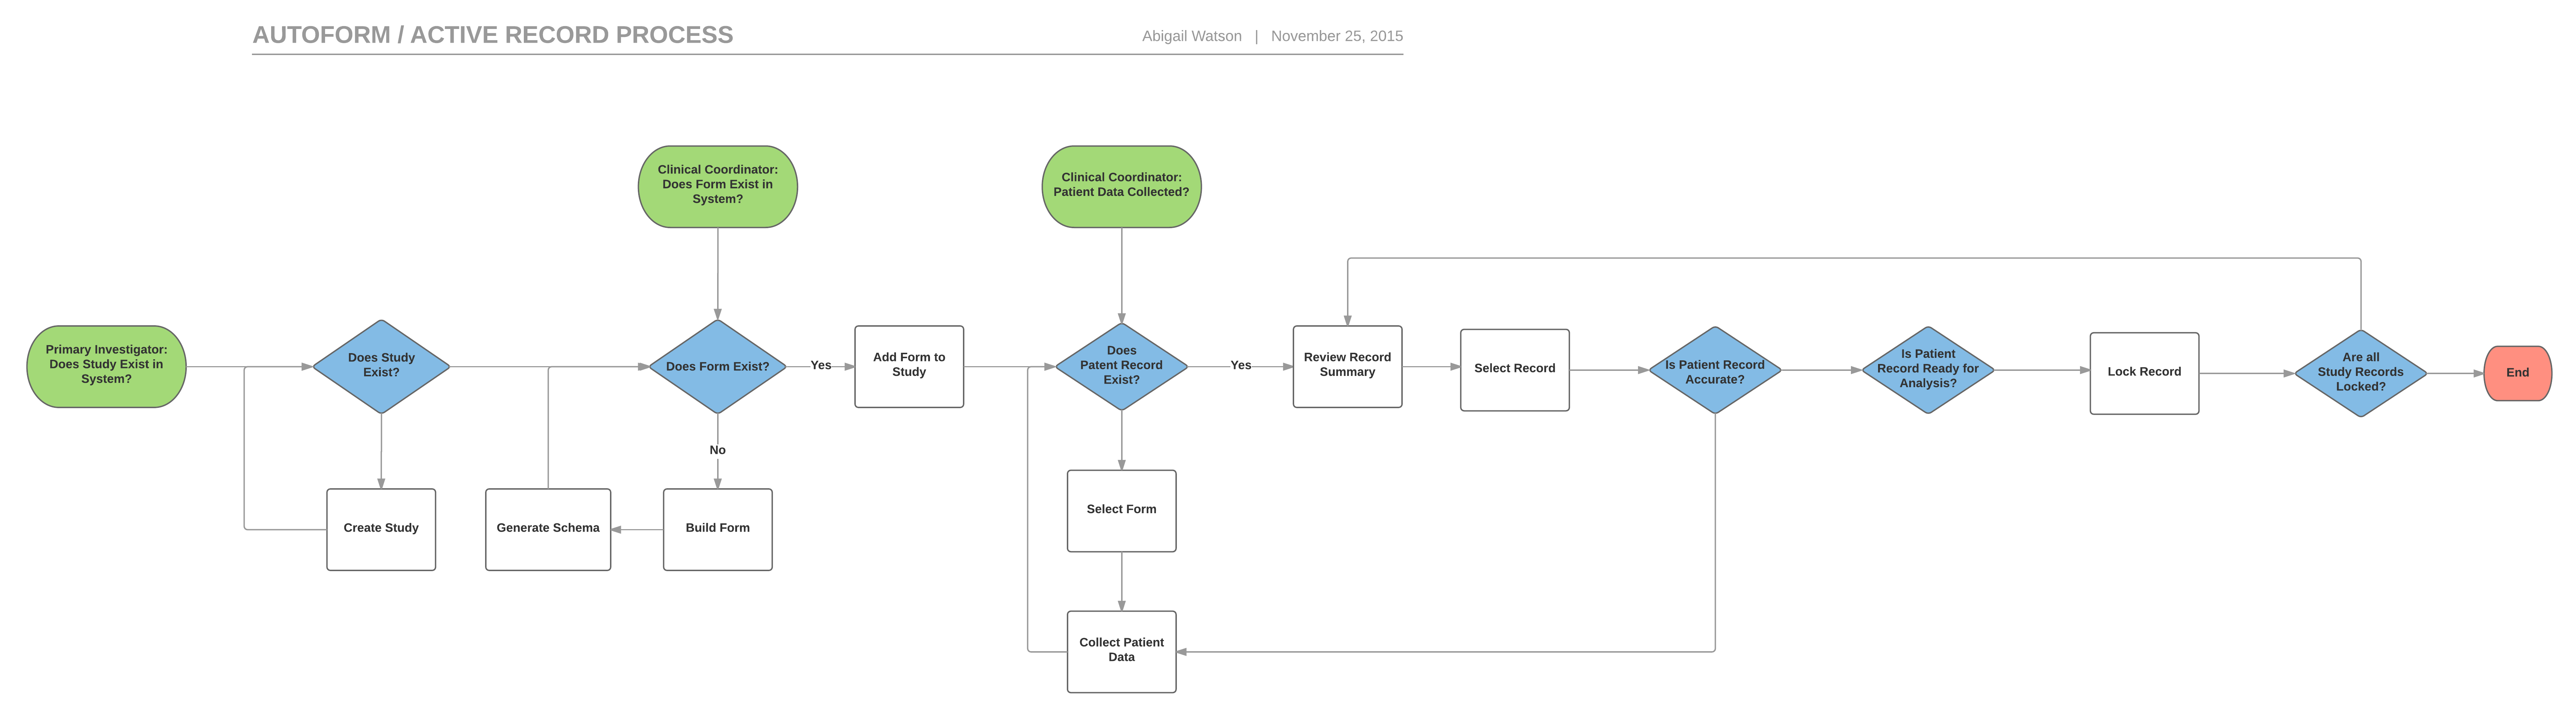 AUTOFORM / ACTIVE RECORD PROCESS
Abigail Watson | November 25, 2015
Clinical Coordinator:
Does Form Exist in
System?
Clinical Coordinator:
Patient Data Collected?
Primary Investigator:
Does Study Exist in
System?
Does Study
Exist?
Does Form Exist?
Yes
Add Form to
Study
Does
Patent Record
Exist?
Yes
Review Record
Summary
Select Record
Is Patient Record
Accurate?
Is Patient
Record Ready for
Analysis?
Lock Record
Are all
Study Records
Locked?
End
No
Create Study
Generate Schema
Build Form
Select Form
Collect Patient
Data